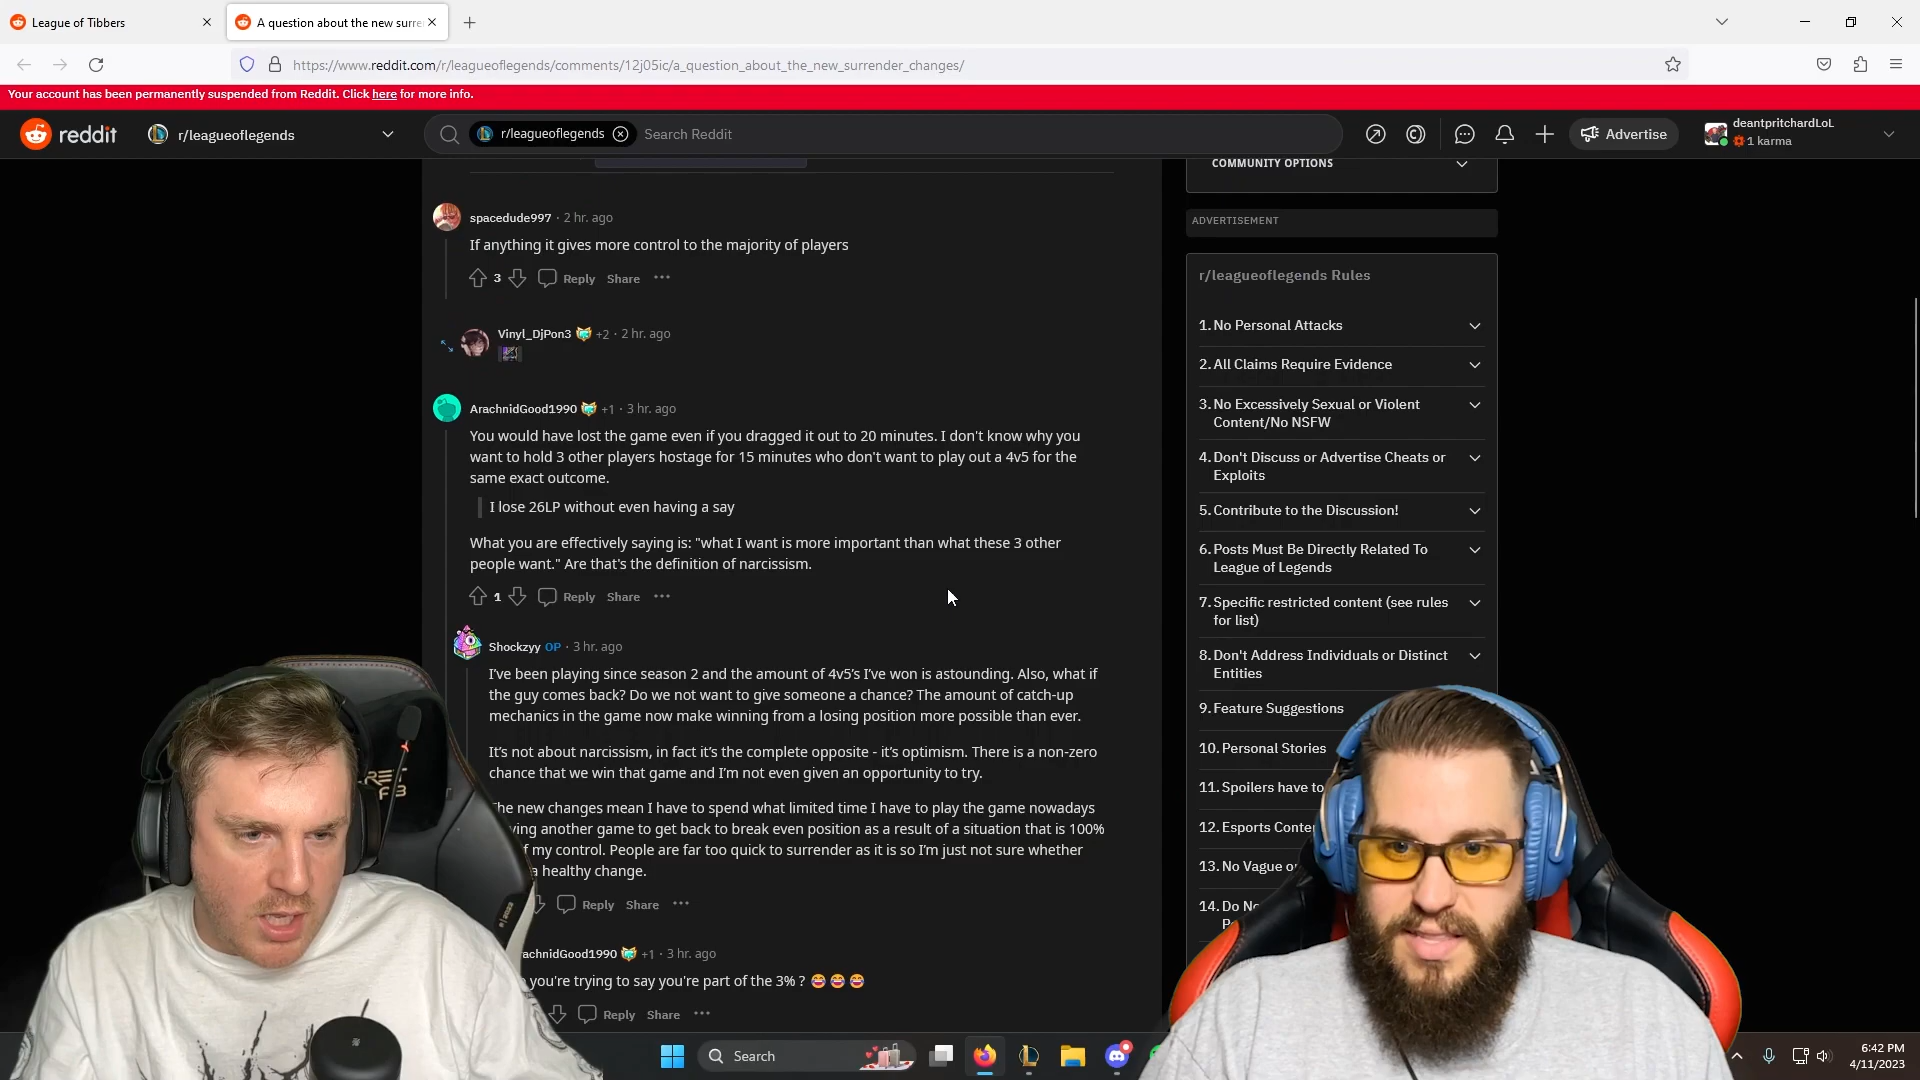 League of Tibbers
A question about the new surre
https://www.reddit.com/r/leagueoflegends/comments/12j05ic/a_question_about_the_new_surrender_changes/
Your account has been permanently suspended from Reddit. Click here for more info.
reddit
r/leagueoflegends
r/leagueoflegends
Search Reddit
Advertise
deantpritchardLoL
1 karma
COMMUNITY OPTIONS
ADVERTISEMENT
spacedude997 · 2 hr. ago
If anything it gives more control to the majority of players
3 Reply Share ···
Vinyl_DjPon3 +2 · 2 hr. ago
ArachnidGood1990 +1 · 3 hr. ago
You would have lost the game even if you dragged it out to 20 minutes. I don't know why you
want to hold 3 other players hostage for 15 minutes who don't want to play out a 4v5 for the
same exact outcome.
I lose 26LP without even having a say
What you are effectively saying is: "what I want is more important than what these 3 other
people want." Are that's the definition of narcissism.
1 Reply Share ···
Shockzyy OP · 3 hr. ago
I've been playing since season 2 and the amount of 4v5's I've won is astounding. Also, what if
the guy comes back? Do we not want to give someone a chance? The amount of catch-up
mechanics in the game now make winning from a losing position more possible than ever.
It's not about narcissism, in fact it's the complete opposite - it's optimism. There is a non-zero
chance that we win that game and I'm not even given an opportunity to try.
he new changes mean I have to spend what limited time I have to play the game nowadays
ying another game to get back to break even position as a result of a situation that is 100%
f my control. People are far too quick to surrender as it is so I'm just not sure whether
a healthy change.
Reply Share ···
achnidGood1990 +1 · 3 hr. ago
you're trying to say you're part of the 3% ? 😂 😂 😂
Reply Share ···
r/leagueoflegends Rules
1. No Personal Attacks
2. All Claims Require Evidence
3. No Excessively Sexual or Violent
Content/No NSFW
4. Don't Discuss or Advertise Cheats or
Exploits
5. Contribute to the Discussion!
6. Posts Must Be Directly Related To
League of Legends
7. Specific restricted content (see rules
for list)
8. Don't Address Individuals or Distinct
Entities
9. Feature Suggestions
10. Personal Stories
11. Spoilers have to
12. Esports Conte
13. No Vague o
14. Do No
Search
6:42 PM
4/11/2023